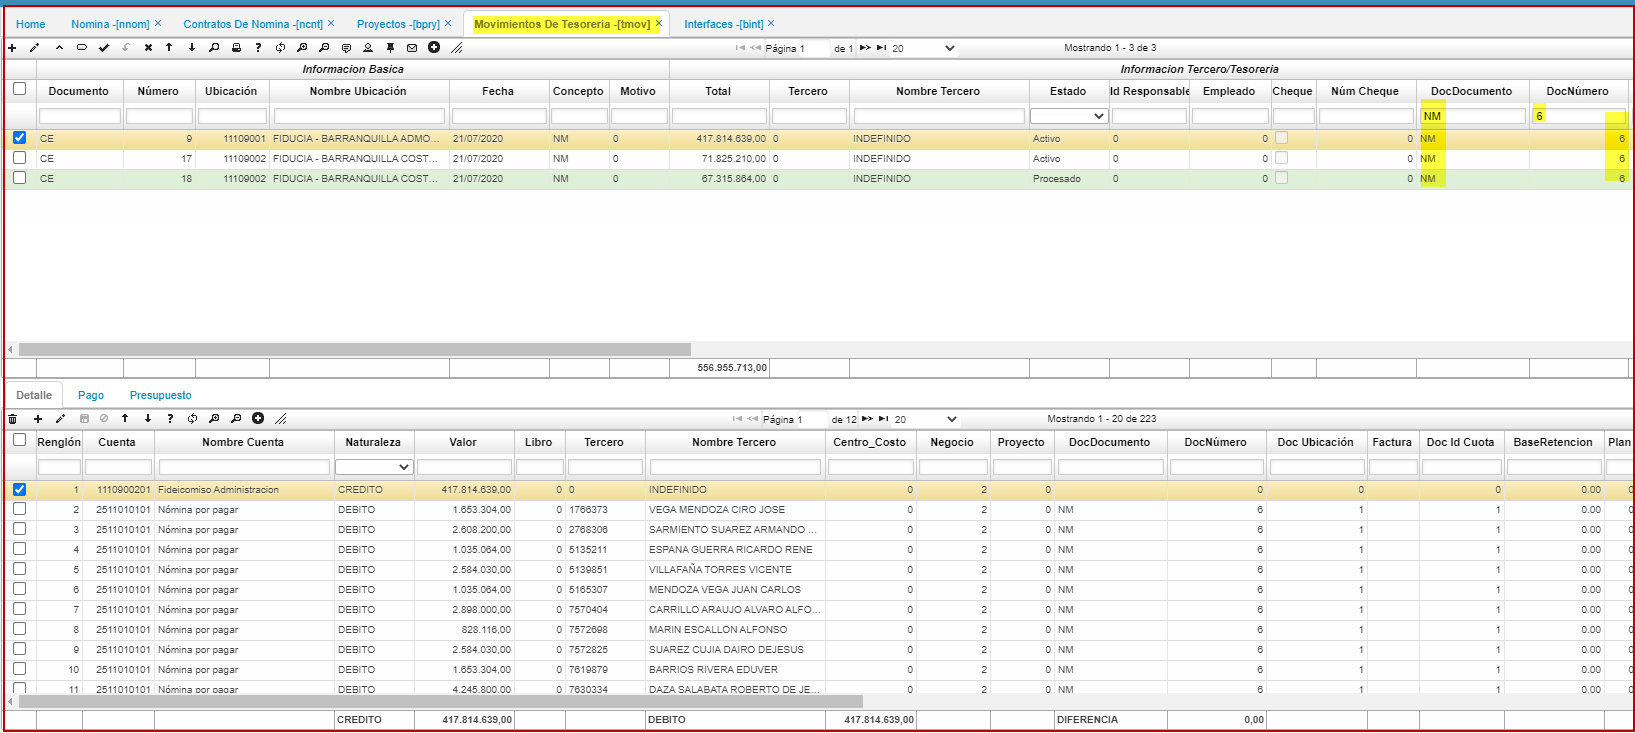 Home Nomina -[nnom] × Contratos De Nomina -[ncnt] × Proyectos -[bpry] × Movimientos De Tesoreria -[tmov] × Interfaces -[bint] ×
Página 1 de 1 20 Mostrando 1 - 3 de 3
Informacion Basica Informacion Tercero/Tesoreria
Documento Número Ubicación Nombre Ubicación Fecha Concepto Motivo Total Tercero Nombre Tercero Estado Id Responsable Empleado Cheque Núm Cheque DocDocumento DocNúmero
NM 6
CE 9 11109001 FIDUCIA - BARRANQUILLA ADMO... 21/07/2020 NM 0 417.814.639,00 0 INDEFINIDO Activo 0 0 0 NM 6
CE 17 11109002 FIDUCIA - BARRANQUILLA COST... 21/07/2020 NM 0 71.825.210,00 0 INDEFINIDO Activo 0 0 0 NM 6
CE 18 11109002 FIDUCIA - BARRANQUILLA COST... 21/07/2020 NM 0 67.315.864,00 0 INDEFINIDO Procesado 0 0 0 NM 6
556.955.713,00
Detalle Pago Presupuesto
Página 1 de 12 20 Mostrando 1 - 20 de 223
Renglón Cuenta Nombre Cuenta Naturaleza Valor Libro Tercero Nombre Tercero Centro_Costo Negocio Proyecto DocDocumento DocNúmero Doc Ubicación Factura Doc Id Cuota BaseRetencion Plan
1 1110900201 Fideicomiso Administracion CREDITO 417.814.639,00 0 0 INDEFINIDO 0 2 0 0 0 0 0 0.00 0
2 2511010101 Nómina por pagar DEBITO 1.653.304,00 0 1766373 VEGA MENDOZA CIRO JOSE 0 2 0 NM 6 1 1 0.00 0
3 2511010101 Nómina por pagar DEBITO 2.608.200,00 0 2768306 SARMIENTO SUAREZ ARMANDO ... 0 2 0 NM 6 1 1 0.00 0
4 2511010101 Nómina por pagar DEBITO 1.035.064,00 0 5135211 ESPANA GUERRA RICARDO RENE 0 2 0 NM 6 1 1 0.00 0
5 2511010101 Nómina por pagar DEBITO 2.584.030,00 0 5139851 VILLAFAÑA TORRES VICENTE 0 2 0 NM 6 1 1 0.00 0
6 2511010101 Nómina por pagar DEBITO 1.035.064,00 0 5165307 MENDOZA VEGA JUAN CARLOS 0 2 0 NM 6 1 1 0.00 0
7 2511010101 Nómina por pagar DEBITO 2.898.000,00 0 7570404 CARRILLO ARAUJO ALVARO ALFO... 0 2 0 NM 6 1 1 0.00 0
8 2511010101 Nómina por pagar DEBITO 828.116,00 0 7572698 MARIN ESCALLON ALFONSO 0 2 0 NM 6 1 1 0.00 0
9 2511010101 Nómina por pagar DEBITO 2.584.030,00 0 7572825 SUAREZ CUJIA DAIRO DEJESUS 0 2 0 NM 6 1 1 0.00 0
10 2511010101 Nómina por pagar DEBITO 1.653.304,00 0 7619879 BARRIOS RIVERA EDUVER 0 2 0 NM 6 1 1 0.00 0
11 2511010101 Nómina por pagar DEBITO 4.245.800,00 0 7630334 DAZA SALABATA ROBERTO DE JE... 0 2 0 NM 6 1 1 0.00 0
CREDITO 417.814.639,00 DEBITO 417.814.639,00 DIFERENCIA 0,00